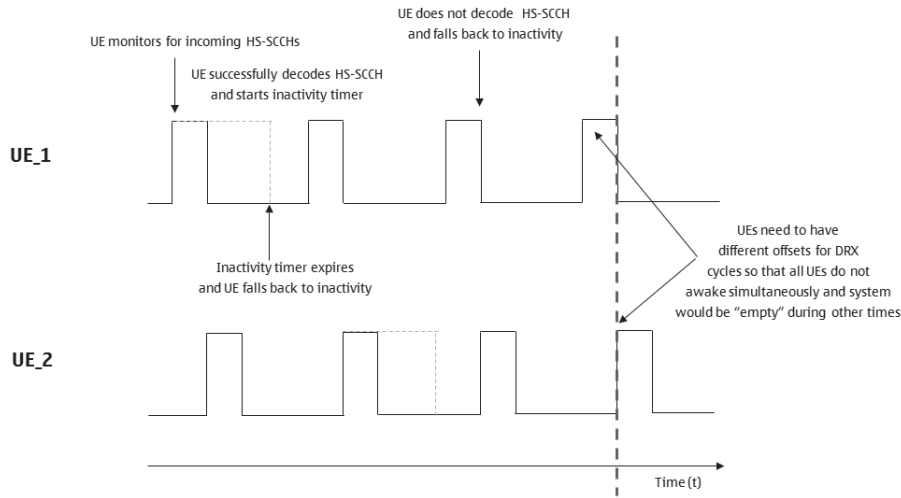 UE does not decode HS-SCCH
and falls back to inactivity
UE monitors for incoming HS-SCCHs
UE successfully decodes HS-SCCH
and starts inactivity timer
UE_1
Inactivity timer expires
and UE falls back to inactivity
UEs need to have
different offsets for DRX
cycles so that all UEs do not
awake simultaneously and system
would be “empty” during other times
UE_2
Time (t)